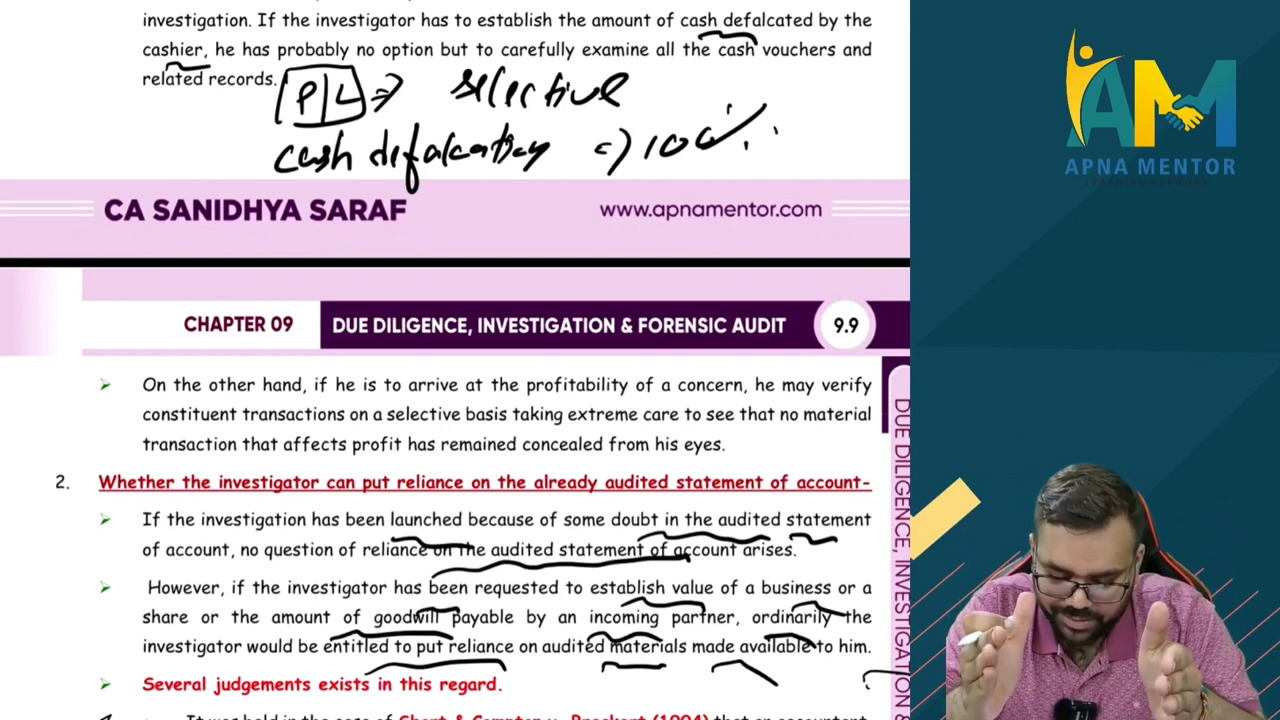 investigation. If the investigator has to establish the amount of cash defalcated by the
cashier, he has probably no option but to carefully examine all the cash vouchers and
related records.
P/L => selective
cash defalcation => 100%.
AM
APNA MENTOR
CA SANIDHYA SARAF
www.apnamentor.com
CHAPTER 09
DUE DILIGENCE, INVESTIGATION & FORENSIC AUDIT
9.9
➢ On the other hand, if he is to arrive at the profitability of a concern, he may verify
constituent transactions on a selective basis taking extreme care to see that no material
transaction that affects profit has remained concealed from his eyes.
2. Whether the investigator can put reliance on the already audited statement of account-
➢ If the investigation has been launched because of some doubt in the audited statement
of account, no question of reliance on the audited statement of account arises.
➢ However, if the investigator has been requested to establish value of a business or a
share or the amount of goodwill payable by an incoming partner, ordinarily the
investigator would be entitled to put reliance on audited materials made available to him.
➢ Several judgements exists in this regard.
DUE DILIGENCE, INVESTIGATION &